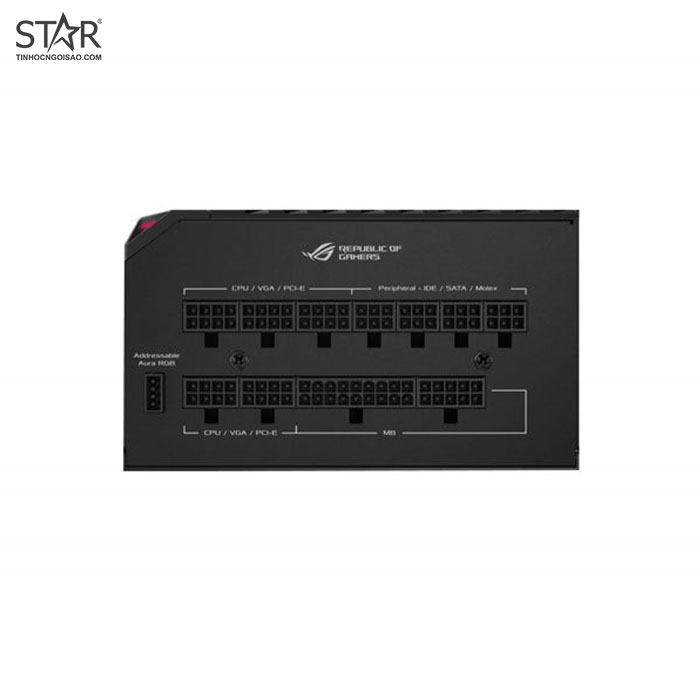 STAR®
TINHOCNGOISAO.COM
REPUBLIC OF
GAMERS
CPU / VGA / PCI-E
Peripheral - IDE / SATA / Molex
Addressable
Aura RGB
CPU / VGA / PCI-E
MB